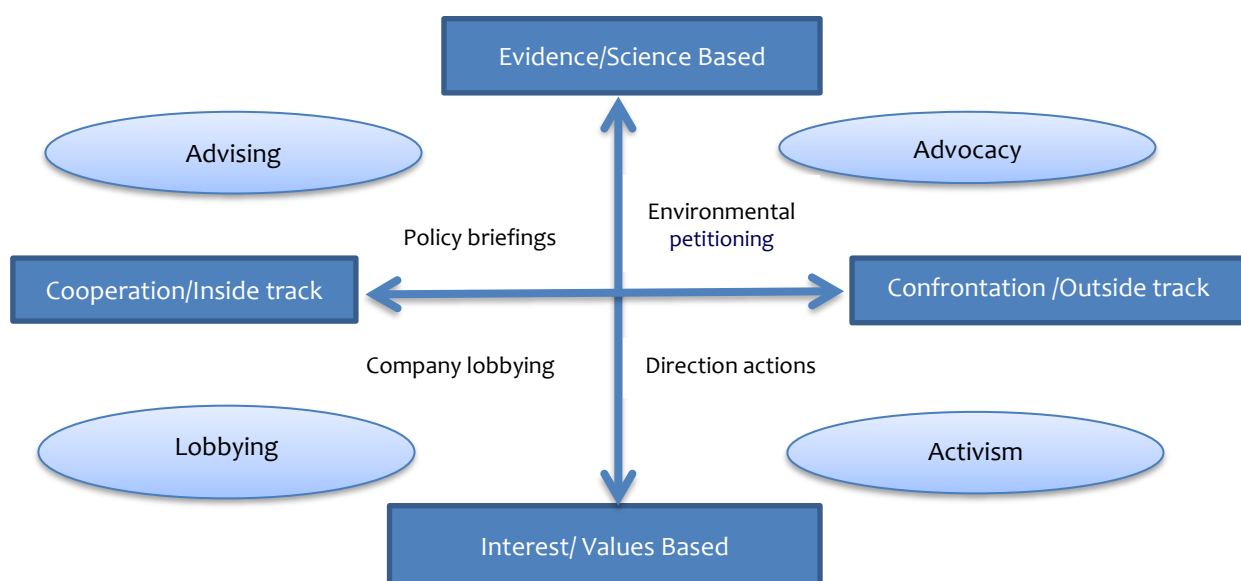 Evidence/Science Based
Advising
Advocacy
Policy briefings
Environmental
petitioning
Cooperation/Inside track
Confrontation /Outside track
Company lobbying
Direction actions
Lobbying
Activism
Interest/ Values Based